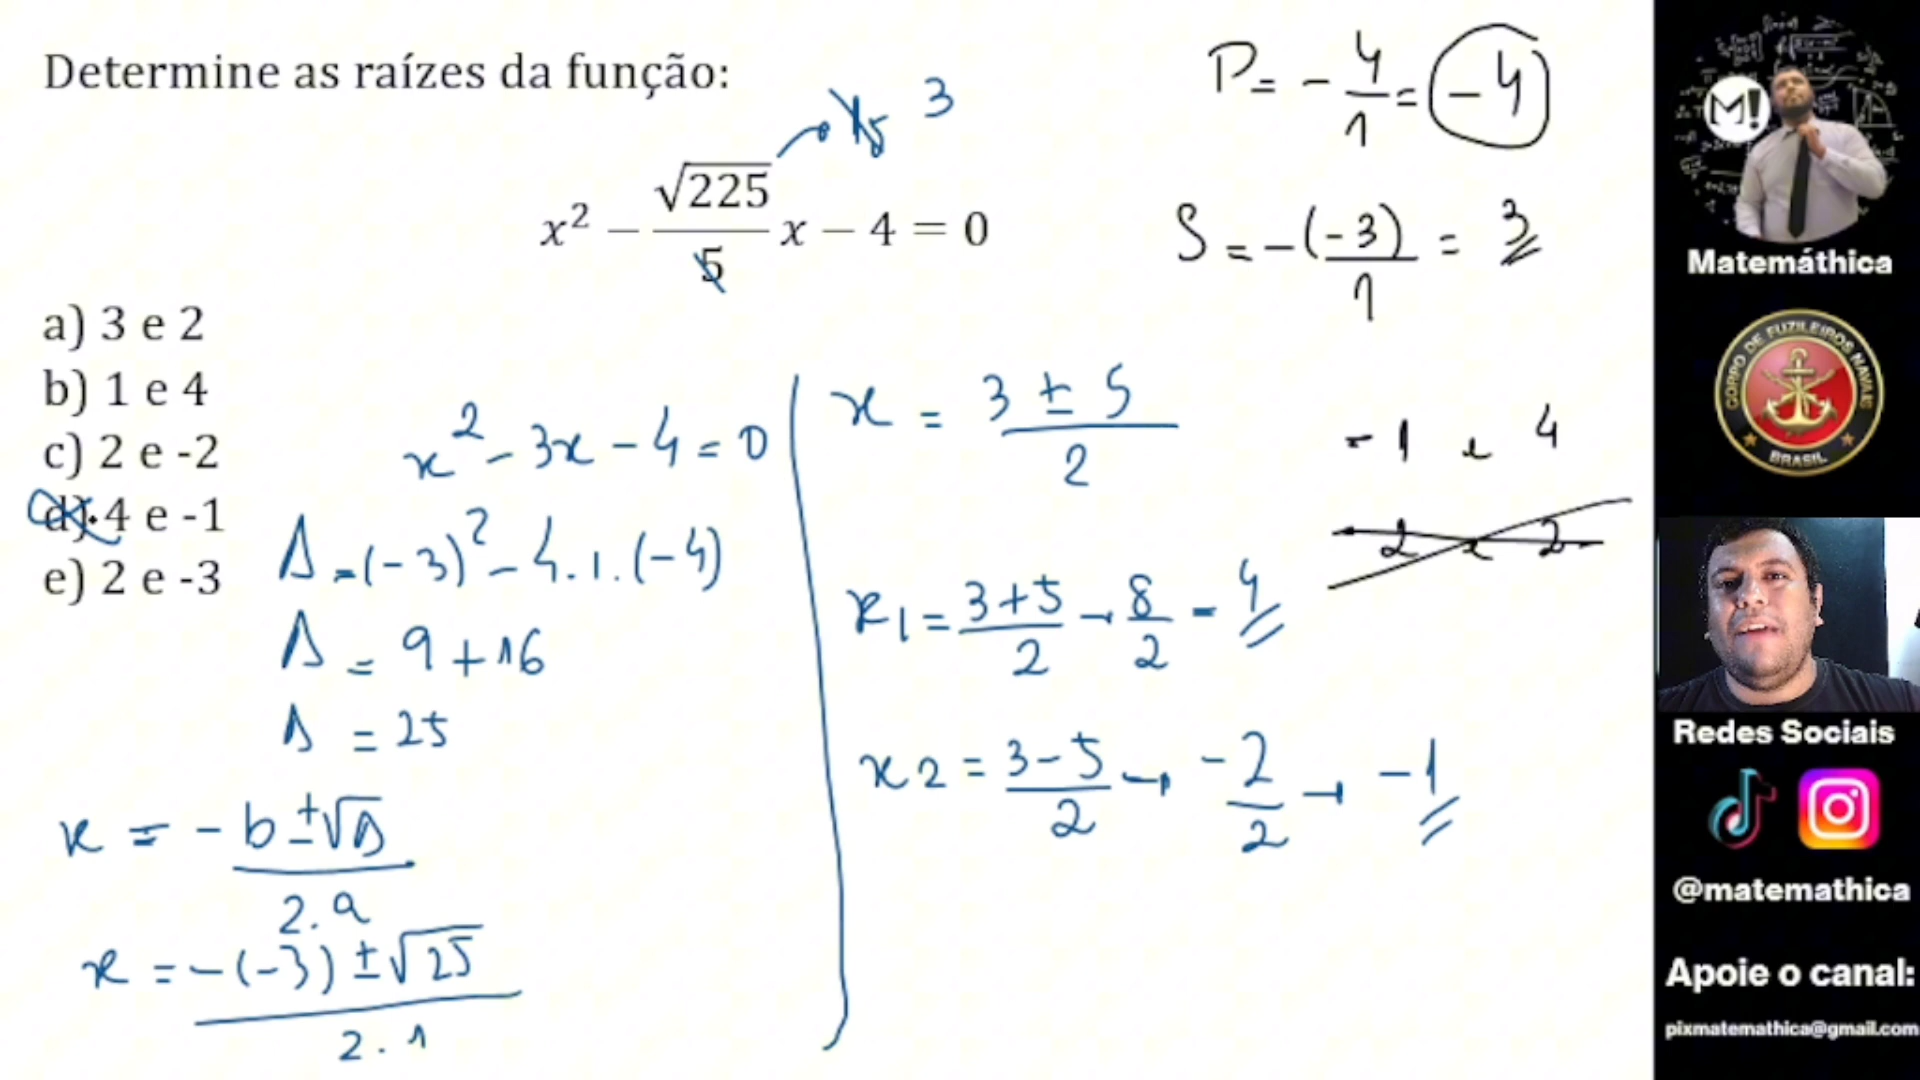 Determine as raízes da função:
15 3
x² − √225/5 x − 4 = 0
a) 3 e 2
b) 1 e 4
c) 2 e -2
d) 4 e -1
e) 2 e -3
x² - 3x - 4 = 0
Δ = (-3)² - 4.1.(-4)
Δ = 9 + 16
Δ = 25
x = -b ± √Δ / 2.a
x = -(-3) ± √25 / 2.1
x = 3 ± 5 / 2
x1 = 3+5 / 2 → 8/2 = 4
x2 = 3-5 / 2 → -2/2 → -1
P = - 4/1 = -4
S = -(-3)/1 = 3
-1 e 4
2 e 2
M!
Matemáthica
CORPO DE FUZILEIROS NAVAIS
BRASIL
Redes Sociais
@matemathica
Apoie o canal:
pixmatemathica@gmail.com